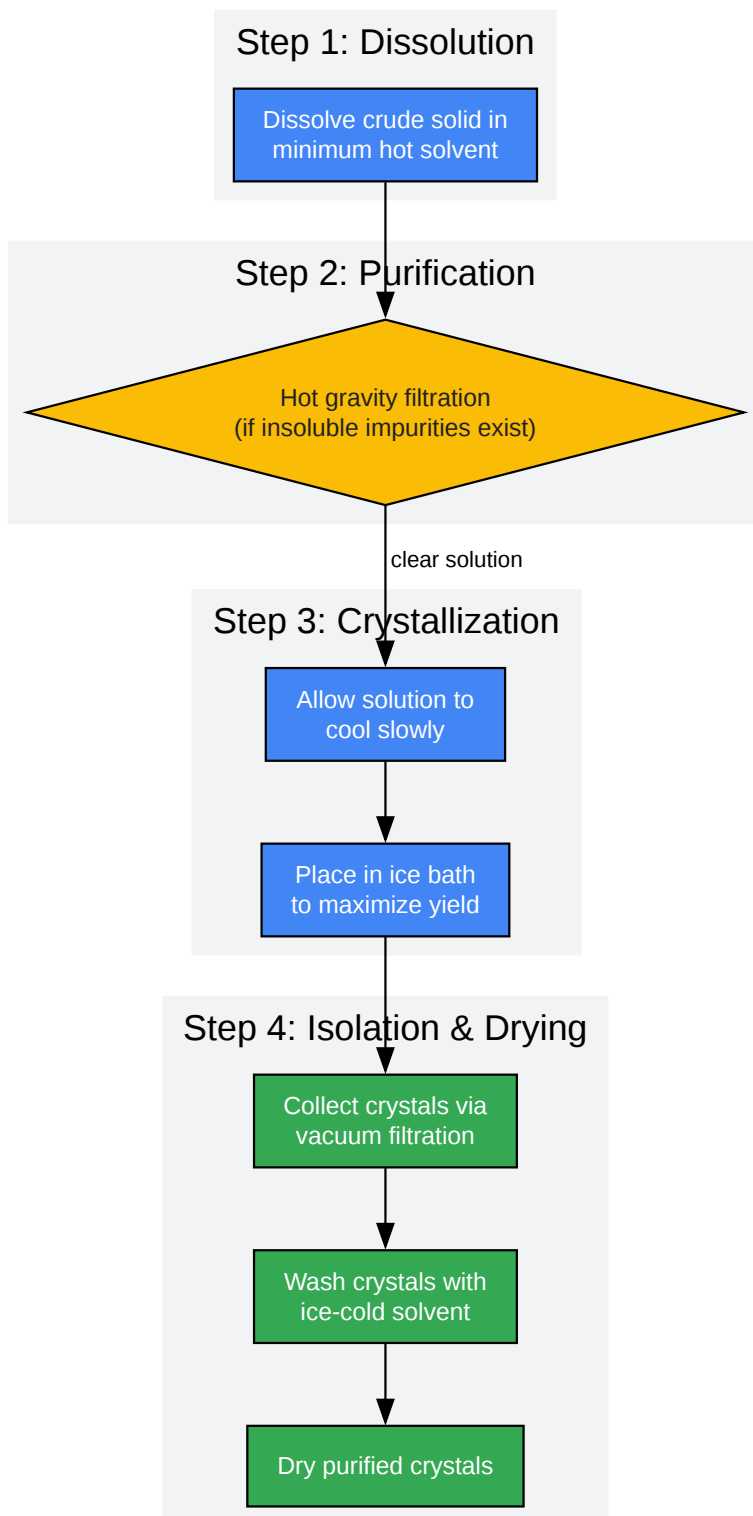 Step 1: Dissolution
Dissolve crude solid in
minimum hot solvent
Step 2: Purification
Hot gravity filtration
(if insoluble impurities exist)
clear solution
Step 3: Crystallization
Allow solution to
cool slowly
Place in ice bath
to maximize yield
Step 4: Isolation & Drying
Collect crystals via
vacuum filtration
Wash crystals with
ice-cold solvent
Dry purified crystals